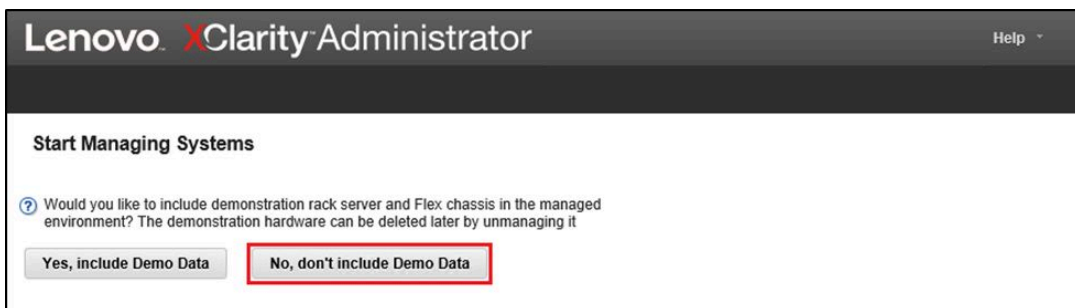 Lenovo. XClarity Administrator
Help
Start Managing Systems
Would you like to include demonstration rack server and Flex chassis in the managed
environment? The demonstration hardware can be deleted later by unmanaging it
Yes, include Demo Data
No, don't include Demo Data